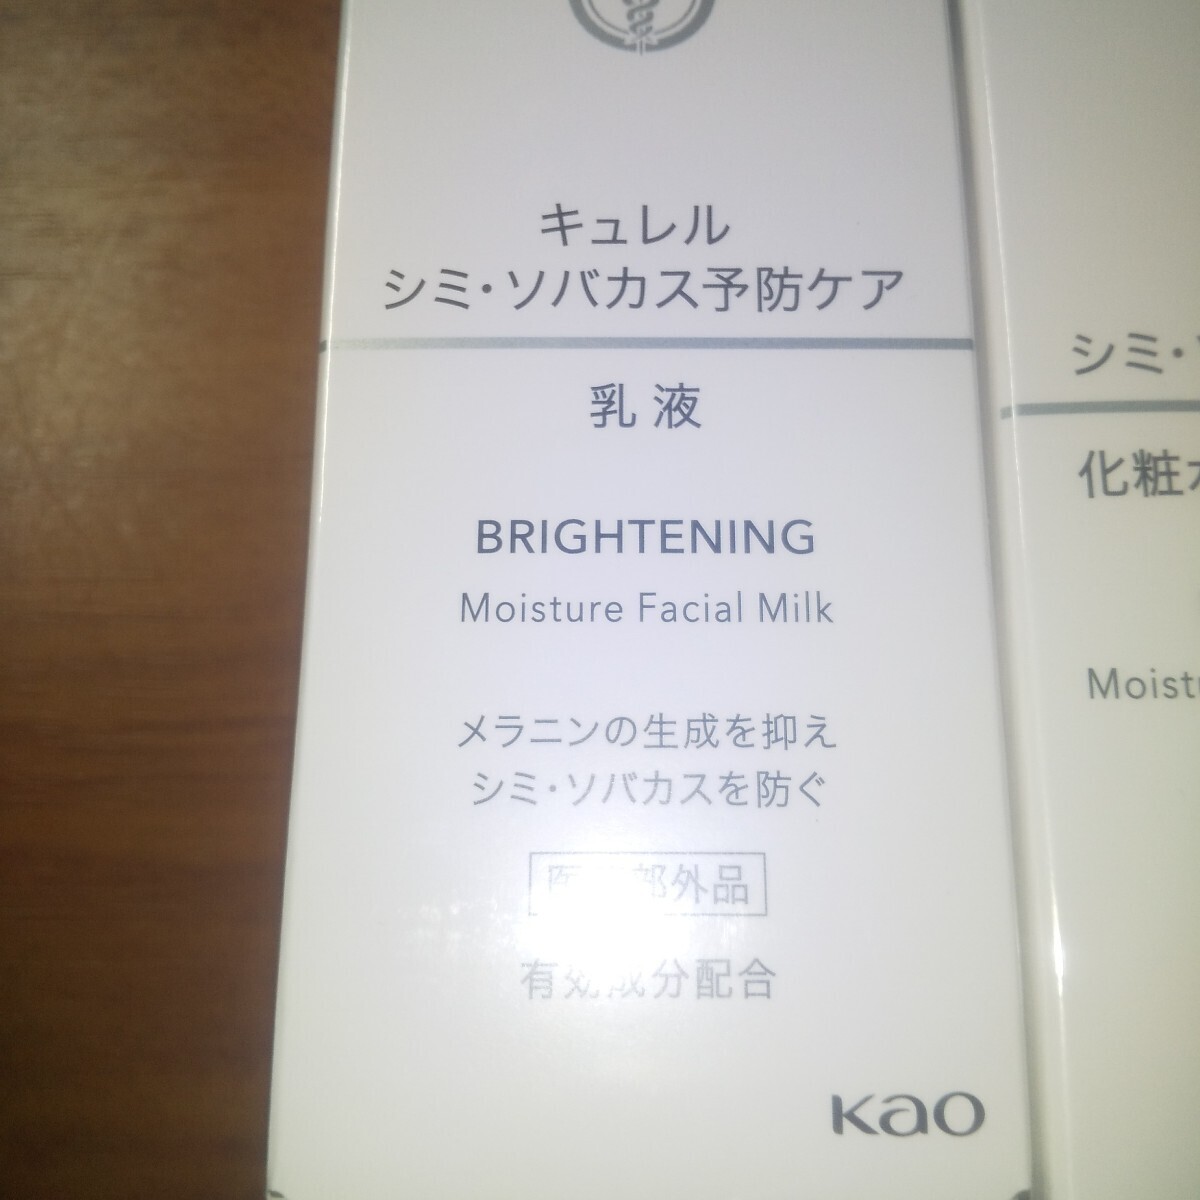 キュレル
シミ・ソバカス予防ケア
乳液
BRIGHTENING
Moisture Facial Milk
メラニンの生成を抑え
シミ・ソバカスを防ぐ
医薬部外品
有効成分配合
Kao
シミ・
化粧